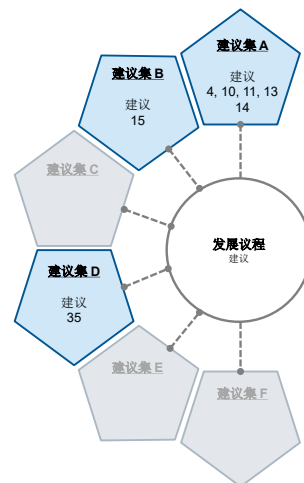 建议集 A
建议
4, 10, 11, 13
14
建议集 B
建议
15
建议集 C
发展议程
建议
建议集 D
建议
35
建议集 E
建议集 F